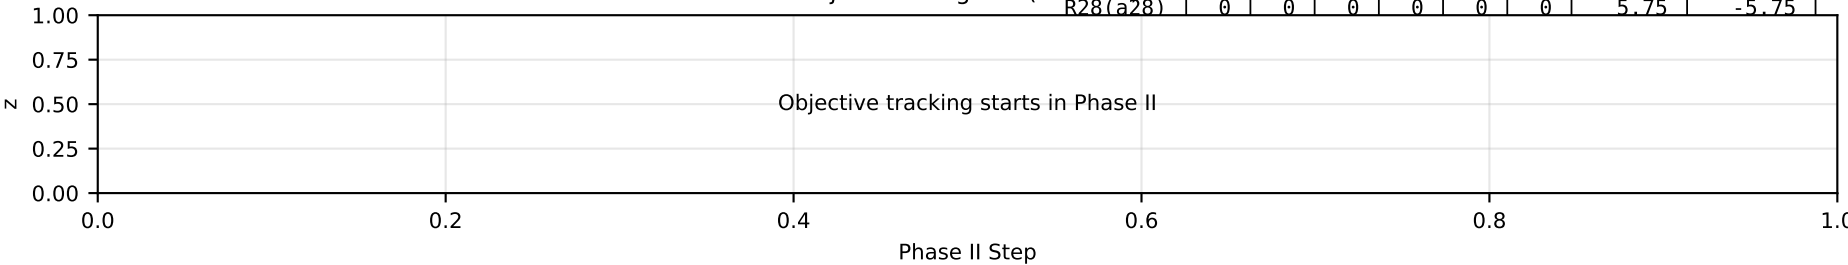 R28(a28) | 0 | 0 | 0 | 0 | 0 | 0 | 5.75 | -5.75 |
1.00
0.75
z 0.50 Objective tracking starts in Phase II
0.25
0.00
0.0 0.2 0.4 0.6 0.8 1.0
Phase II Step